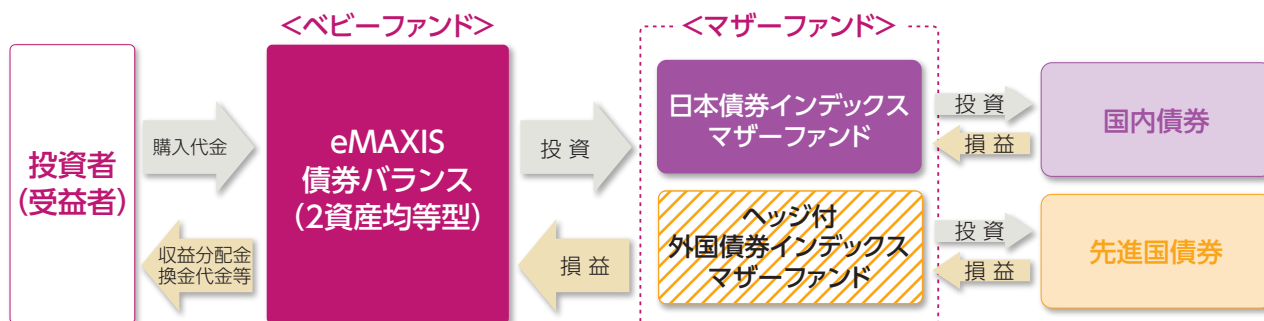 <ベビーファンド>
<マザーファンド>
投資者
(受益者)
購入代金
収益分配金
換金代金等
eMAXIS
債券バランス
(2資産均等型)
投 資
損 益
日本債券インデックス
マザーファンド
ヘッジ付
外国債券インデックス
マザーファンド
投 資
損 益
国内債券
投 資
損 益
先進国債券